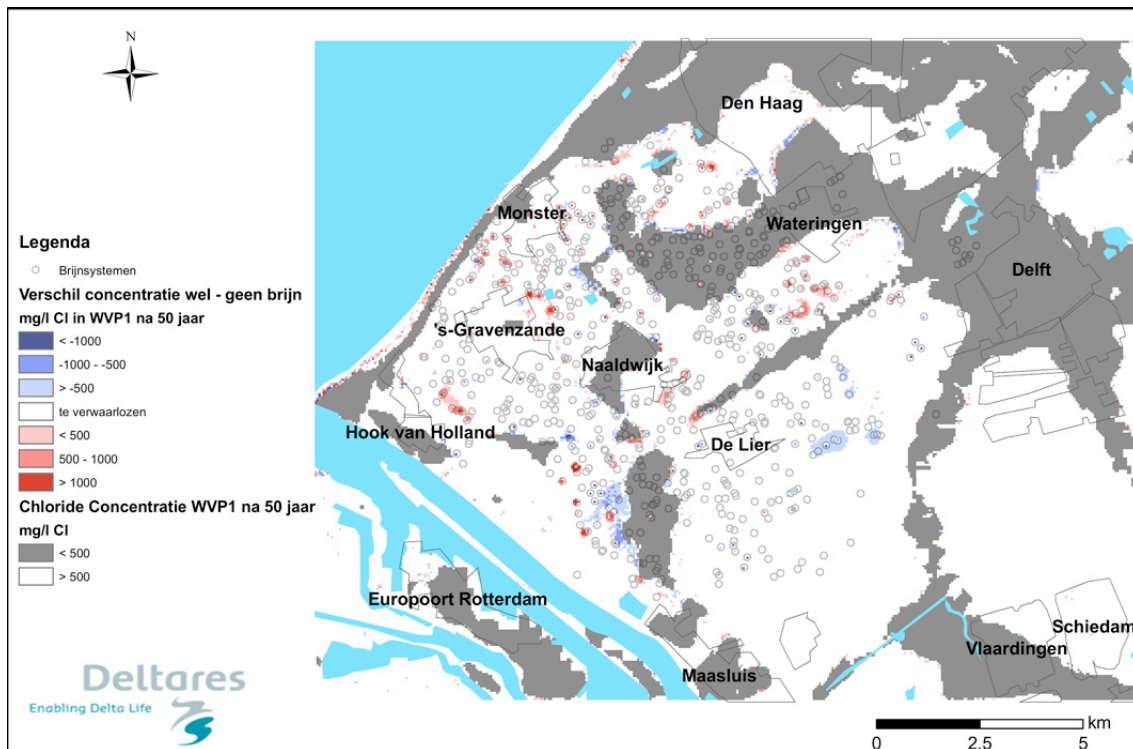 N
Den Haag
Monster
Wateringen
Delft
's-Gravenzande
Naaldwijk
Hook van Holland
De Lier
Europoort Rotterdam
Maasluis
Vlaardingen
Schiedam
Legenda
Brijnsystemen
Verschil concentratie wel - geen brijn
mg/l Cl in WVP1 na 50 jaar
< -1000
-1000 - -500
> -500
te verwaarlozen
< 500
500 - 1000
> 1000
Chloride Concentratie WVP1 na 50 jaar
mg/l Cl
< 500
> 500
Deltares
Enabling Delta Life
km
0 2.5 5